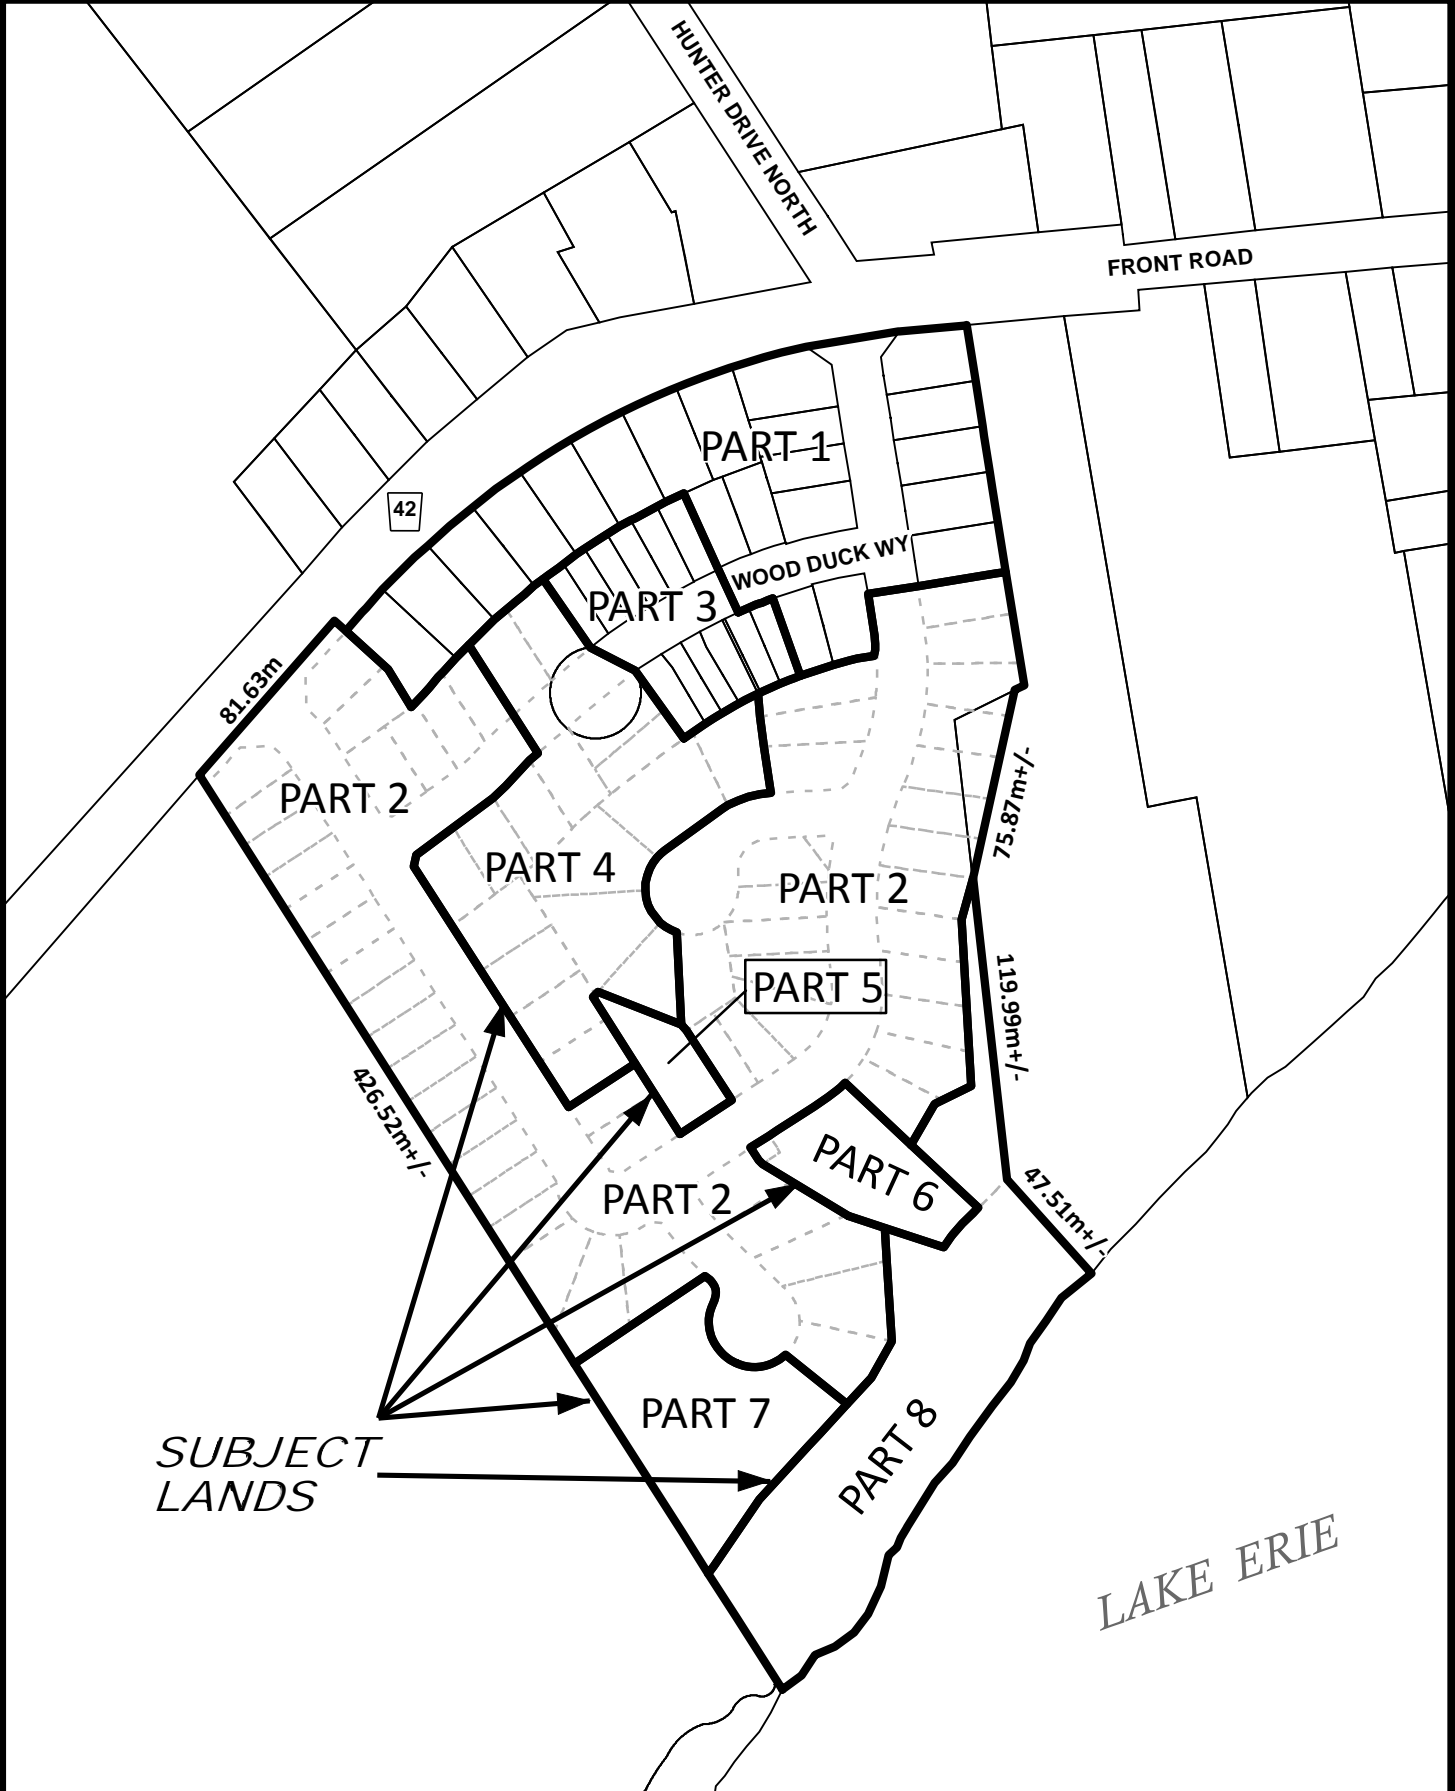 HUNTER DRIVE NORTH
FRONT ROAD
PART 1
42
WOOD DUCK WY
PART 3
81.63m
PART 2
75.87m+/-
PART 4
PART 2
119.99m+/-
PART 5
426.52m+/-
PART 6
PART 2
47.51m+/-
PART 7
PART 8
SUBJECT
LANDS
LAKE ERIE